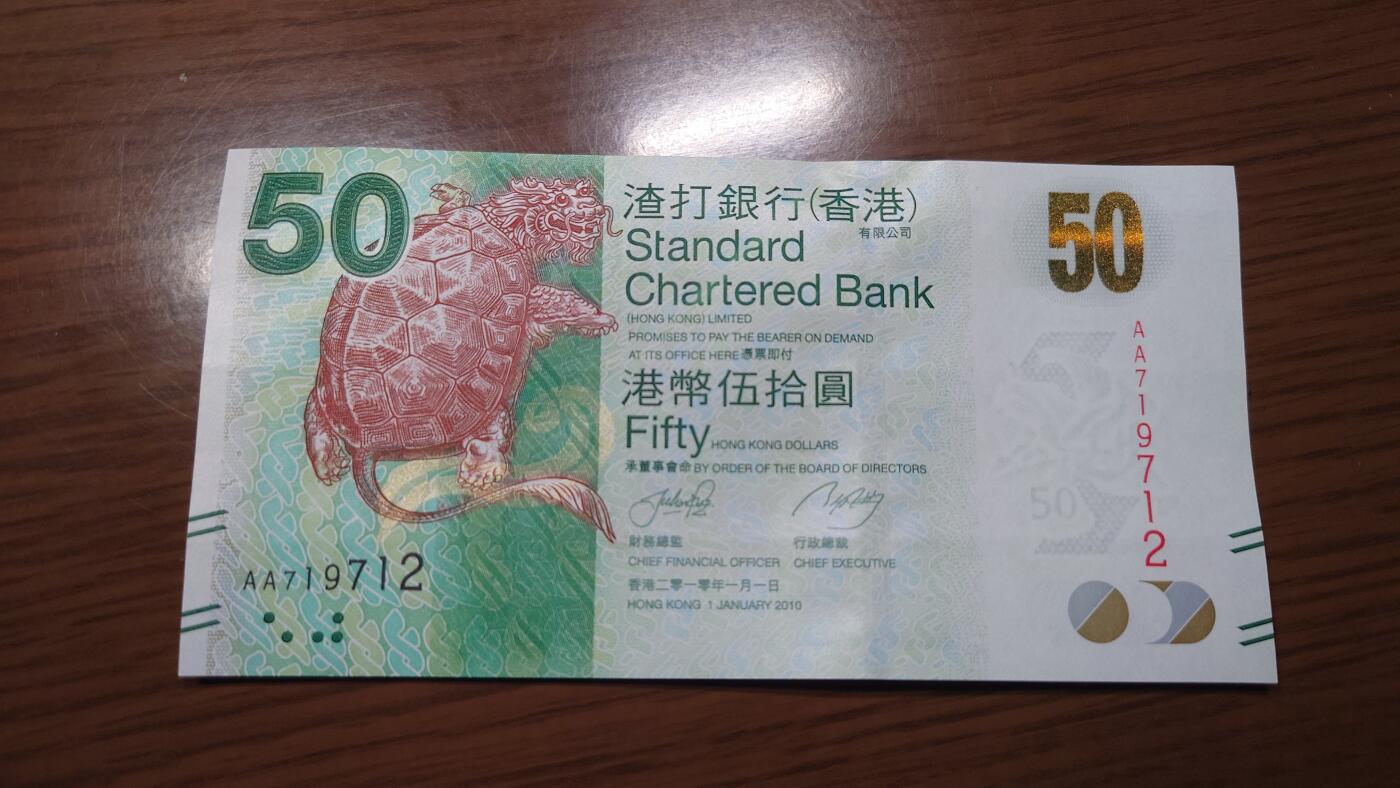 50
渣打銀行(香港)
有限公司
Standard
Chartered Bank
(HONG KONG) LIMITED
PROMISES TO PAY THE BEARER ON DEMAND
AT ITS OFFICE HERE 憑票即付
港幣伍拾圓
Fifty HONG KONG DOLLARS
承董事會命 BY ORDER OF THE BOARD OF DIRECTORS
財務總監 行政總裁
CHIEF FINANCIAL OFFICER CHIEF EXECUTIVE
香港二零一零年一月一日
HONG KONG 1 JANUARY 2010
AA719712
50
AA719712
50